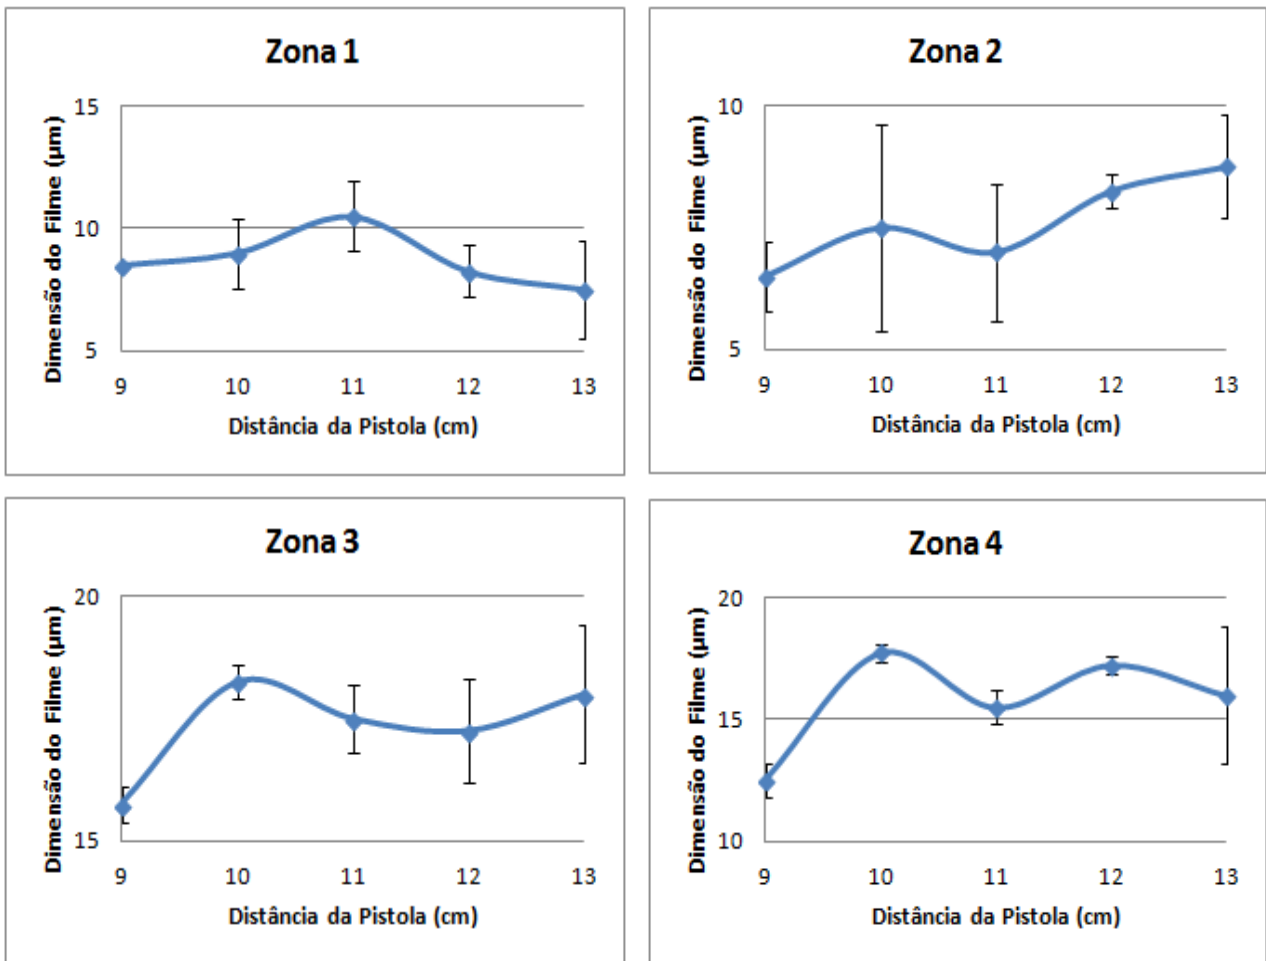 Zona 1
Dimensão do Filme (µm)
15
10
5
9 10 11 12 13
Distância da Pistola (cm)
Zona 2
Dimensão do Filme (µm)
10
5
9 10 11 12 13
Distância da Pistola (cm)
Zona 3
Dimensão do Filme (µm)
20
15
9 10 11 12 13
Distância da Pistola (cm)
Zona 4
Dimensão do Filme (µm)
20
15
10
9 10 11 12 13
Distância da Pistola (cm)